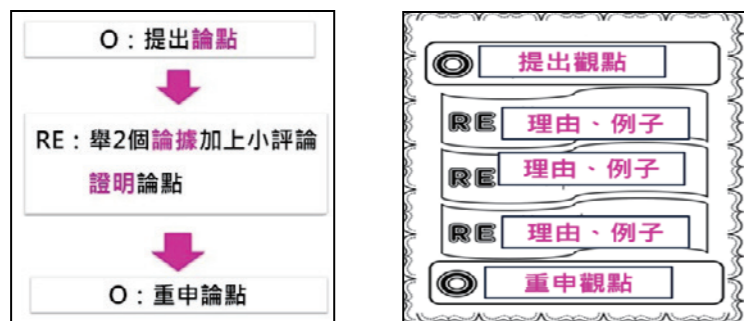 O：提出論點
RE：舉2個論據加上小評論
證明論點
O：重申論點
O 提出觀點
RE 理由、例子
RE 理由、例子
RE 理由、例子
O 重申觀點